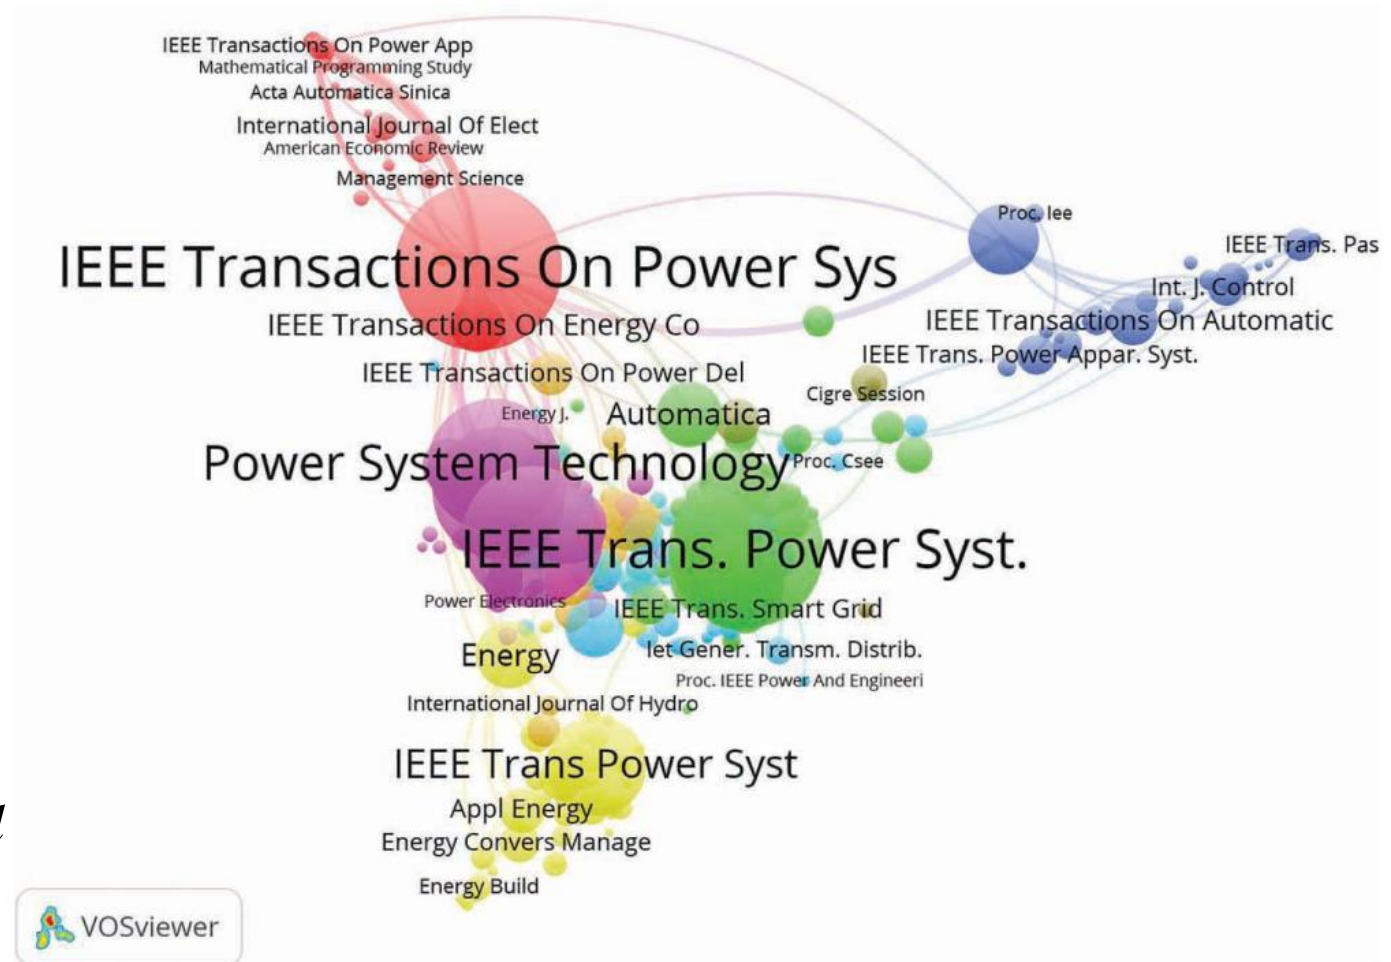 IEEE Transactions On Power App
Mathematical Programming Study
Acta Automatica Sinica
International Journal Of Elect
American Economic Review
Management Science
Proc. Iee
IEEE Trans. Pas
IEEE Transactions On Power Sys
Int. J. Control
IEEE Transactions On Energy Co
IEEE Transactions On Automatic
IEEE Trans. Power Appar. Syst.
IEEE Transactions On Power Del
Cigre Session
Energy J.
Automatica
Power System Technology
Proc. Csee
IEEE Trans. Power Syst.
Power Electronics
IEEE Trans. Smart Grid
Energy
Iet Gener. Transm. Distrib.
Proc. IEEE Power And Engineeri
International Journal Of Hydro
IEEE Trans Power Syst
Appl Energy
Energy Convers Manage
Energy Build
VOSviewer